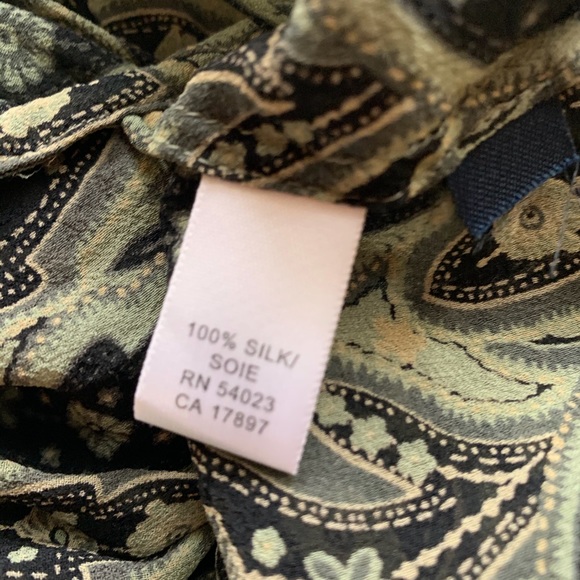 100% SILK/
SOIE
RN 54023
CA 17897